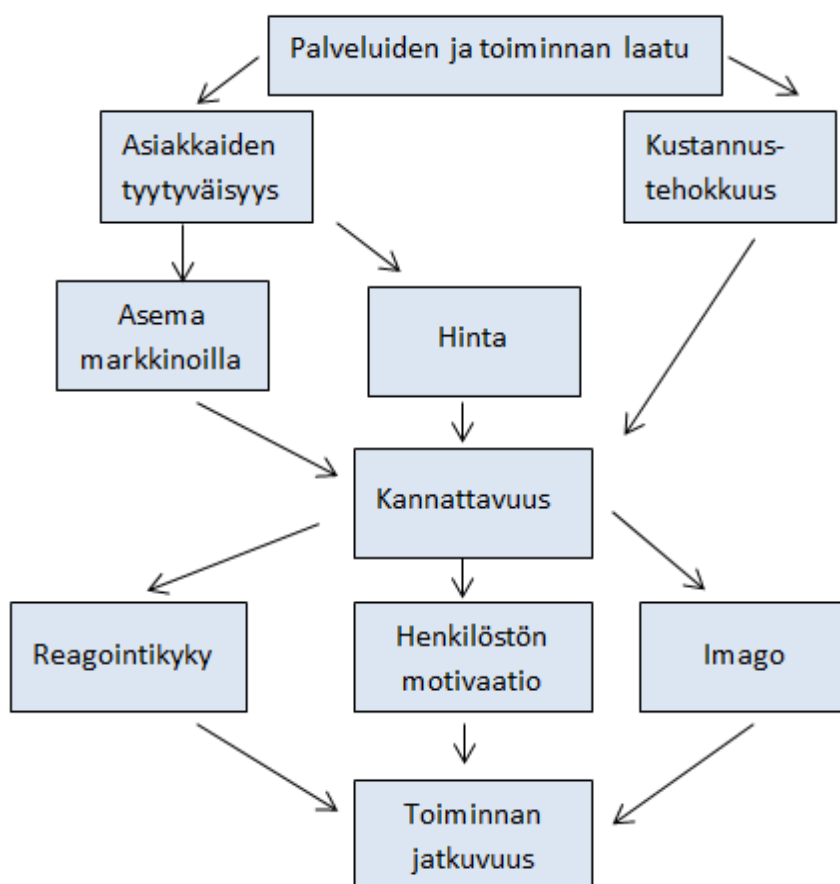 Palveluiden ja toiminnan laatu
Asiakkaiden
tyytyväisyys
Kustannus-
tehokkuus
Asema
markkinoilla
Hinta
Kannattavuus
Reagointikyky
Henkilöstön
motivaatio
Imago
Toiminnan
jatkuvuus